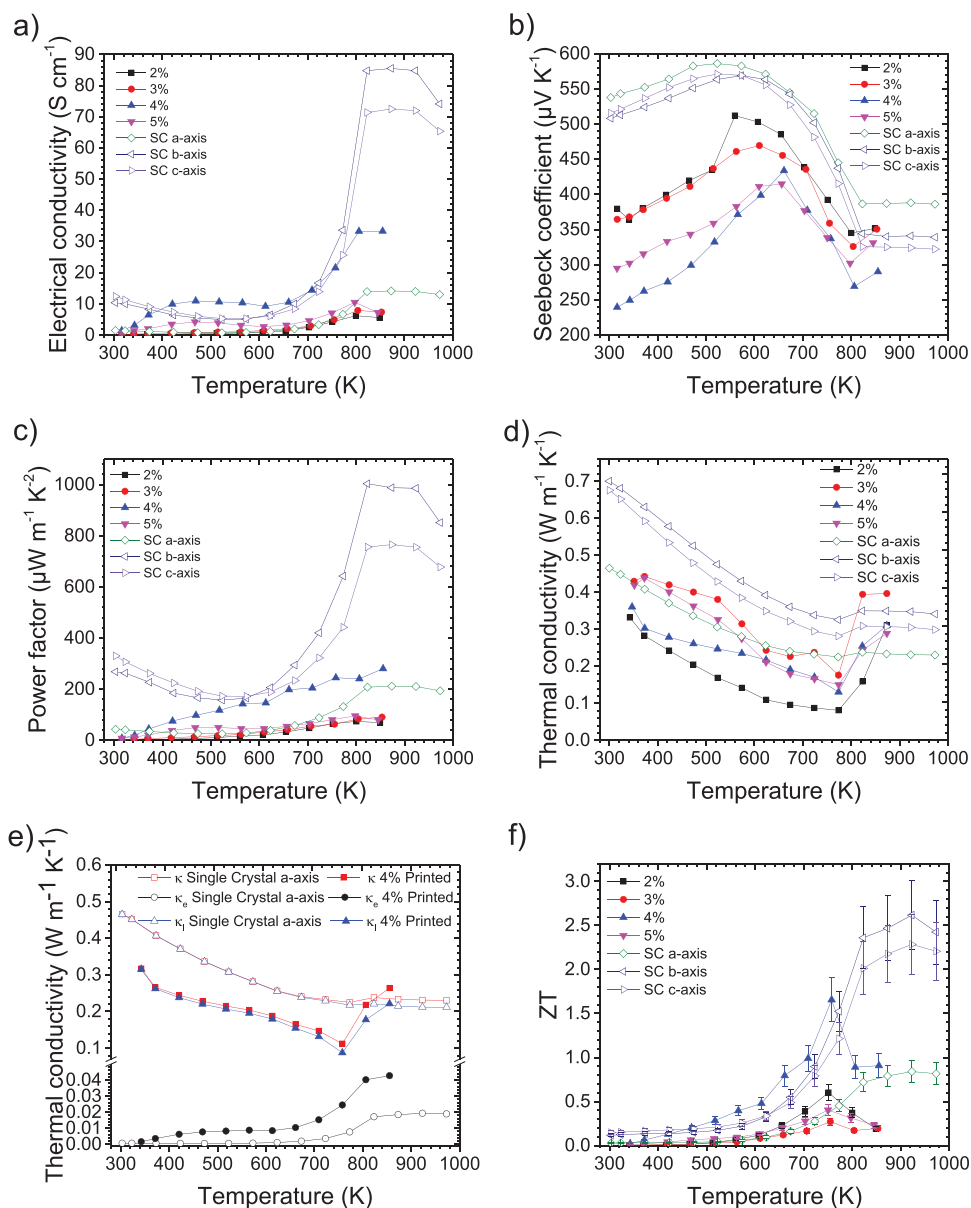 a)
Electrical conductivity (S cm⁻¹)
90
80
70
60
50
40
30
20
10
0
2%
3%
4%
5%
SC a-axis
SC b-axis
SC c-axis
300 400 500 600 700 800 900 1000
Temperature (K)
b)
Seebeck coefficient (μV K⁻¹)
600
550
500
450
400
350
300
250
200
2%
3%
4%
5%
SC a-axis
SC b-axis
SC c-axis
300 400 500 600 700 800 900 1000
Temperature (K)
c)
Power factor (μW m⁻¹ K⁻²)
1000
800
600
400
200
0
2%
3%
4%
5%
SC a-axis
SC b-axis
SC c-axis
300 400 500 600 700 800 900 1000
Temperature (K)
d)
Thermal conductivity (W m⁻¹ K⁻¹)
0.7
0.6
0.5
0.4
0.3
0.2
0.1
0.0
2%
3%
4%
5%
SC a-axis
SC b-axis
SC c-axis
300 400 500 600 700 800 900 1000
Temperature (K)
e)
Thermal conductivity (W m⁻¹ K⁻¹)
0.6
0.5
0.4
0.3
0.2
0.1
0.04
0.03
0.02
0.01
0.00
κ Single Crystal a-axis κ 4% Printed
κₑ Single Crystal a-axis κₑ 4% Printed
κₗ Single Crystal a-axis κₗ 4% Printed
300 400 500 600 700 800 900 1000
Temperature (K)
f)
ZT
3.0
2.5
2.0
1.5
1.0
0.5
0.0
2%
3%
4%
5%
SC a-axis
SC b-axis
SC c-axis
300 400 500 600 700 800 900 1000
Temperature (K)